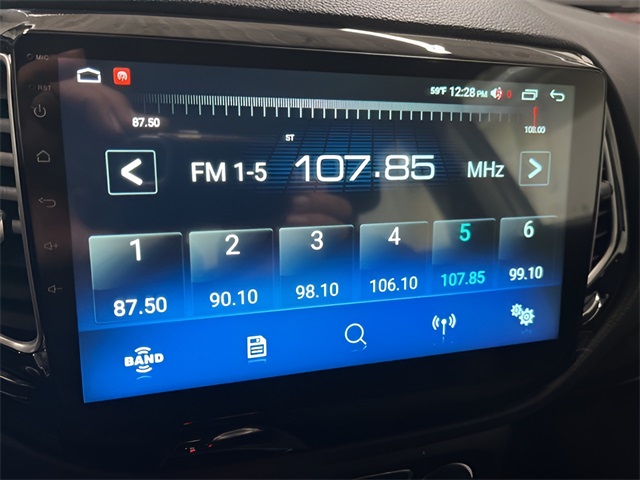 MIC
RST
59°F 12:28 PM 0
87.50
108.00
ST
FM 1-5 107.85 MHz
1 2 3 4 5 6
87.50 90.10 98.10 106.10 107.85 99.10
BAND